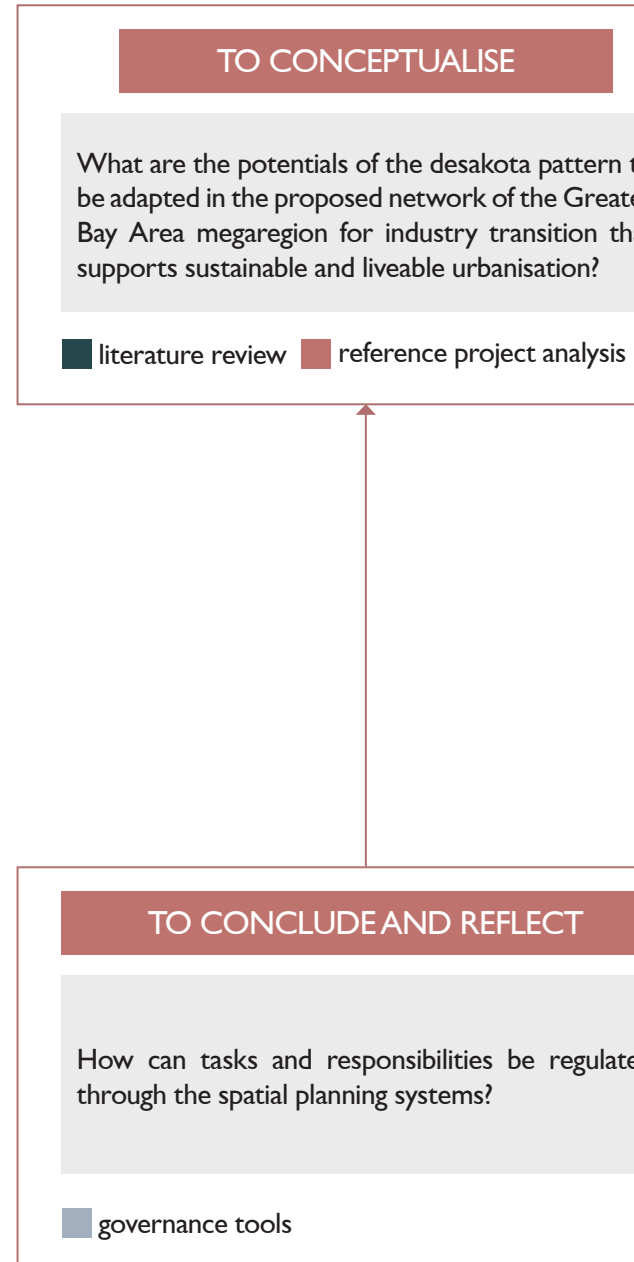 TO CONCEPTUALISE
What are the potentials of the desakota pattern t
be adapted in the proposed network of the Greate
Bay Area megaregion for industry transition tha
supports sustainable and liveable urbanisation?
literature review reference project analysis
TO CONCLUDE AND REFLECT
How can tasks and responsibilities be regulate
through the spatial planning systems?
governance tools